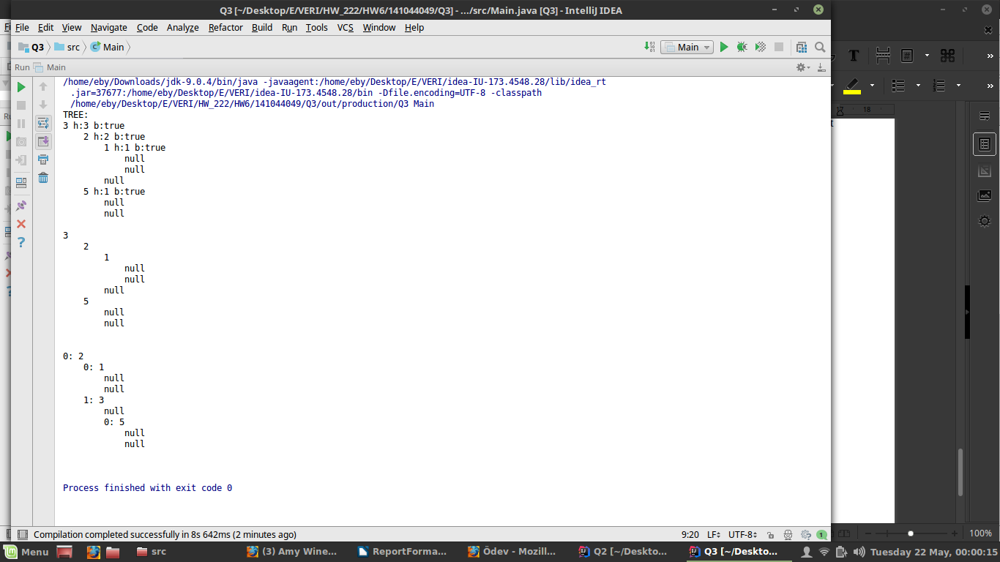 Q3 [~/Desktop/E/VERI/HW_222/HW6/141044049/Q3] - .../src/Main.java [Q3] - IntelliJ IDEA
File Edit View Navigate Code Analyze Refactor Build Run Tools VCS Window Help
Q3 src Main Main
Run Main
/home/eby/Downloads/jdk-9.0.4/bin/java -javaagent:/home/eby/Desktop/E/VERI/idea-IU-173.4548.28/lib/idea_rt
.jar=37677:/home/eby/Desktop/E/VERI/idea-IU-173.4548.28/bin -Dfile.encoding=UTF-8 -classpath
/home/eby/Desktop/E/VERI/HW_222/HW6/141044049/Q3/out/production/Q3 Main
TREE:
3 h:3 b:true
2 h:2 b:true
1 h:1 b:true
null
null
null
5 h:1 b:true
null
null
3
2
1
null
null
null
5
null
null
0: 2
0: 1
null
null
1: 3
null
0: 5
null
null
Process finished with exit code 0
18
Compilation completed successfully in 8s 642ms (2 minutes ago) 9:20 LF UTF-8 1
100%
Menu src (3) Amy Wine... ReportForma... Ödev - Mozill... Q2 [~/Deskto... Q3 [~/Deskto... Tuesday 22 May, 00:00:15